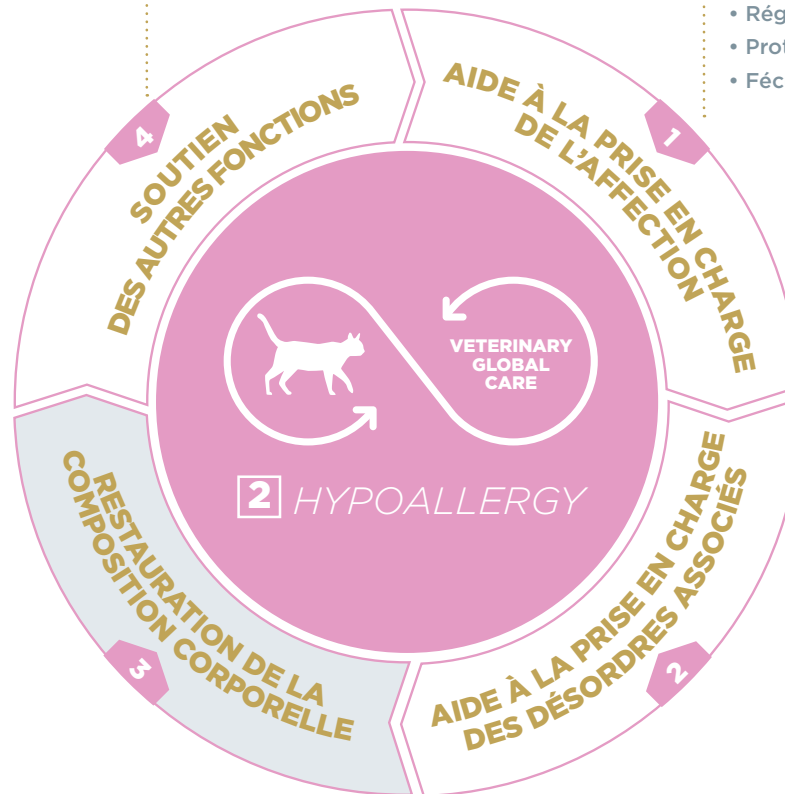 • Rég
• Prot
• Féc
1
AIDE À LA PRISE EN CHARGE
DE L'AFFECTION
2
AIDE À LA PRISE EN CHARGE
DES DÉSORDRES ASSOCIÉS
3
RESTAURATION DE LA
COMPOSITION CORPORELLE
4
SOUTIEN
DES AUTRES FONCTIONS
VETERINARY
GLOBAL
CARE
2 HYPOALLERGY